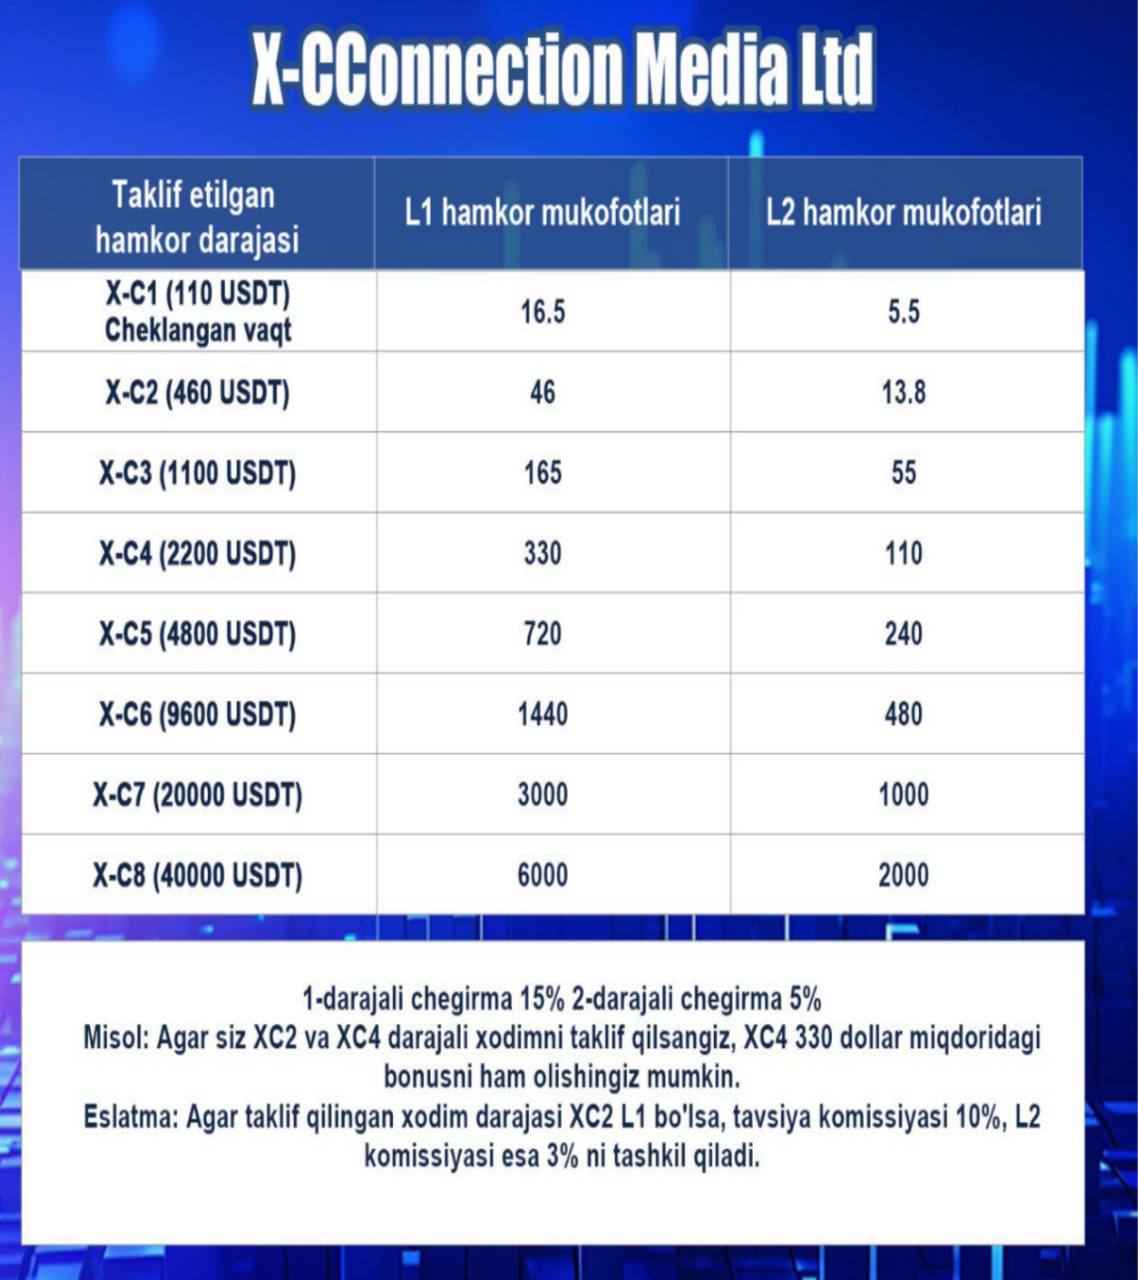 X-CConnection Media Ltd
Taklif etilgan
hamkor darajasi
L1 hamkor mukofotlari
L2 hamkor mukofotlari
X-C1 (110 USDT)
Cheklangan vaqt
16.5
5.5
X-C2 (460 USDT)
46
13.8
X-C3 (1100 USDT)
165
55
X-C4 (2200 USDT)
330
110
X-C5 (4800 USDT)
720
240
X-C6 (9600 USDT)
1440
480
X-C7 (20000 USDT)
3000
1000
X-C8 (40000 USDT)
6000
2000
1-darajali chegirma 15% 2-darajali chegirma 5%
Misol: Agar siz XC2 va XC4 darajali xodimni taklif qilsangiz, XC4 330 dollar miqdoridagi
bonusni ham olishingiz mumkin.
Eslatma: Agar taklif qilingan xodim darajasi XC2 L1 bo'lsa, tavsiya komissiyasi 10%, L2
komissiyasi esa 3% ni tashkil qiladi.